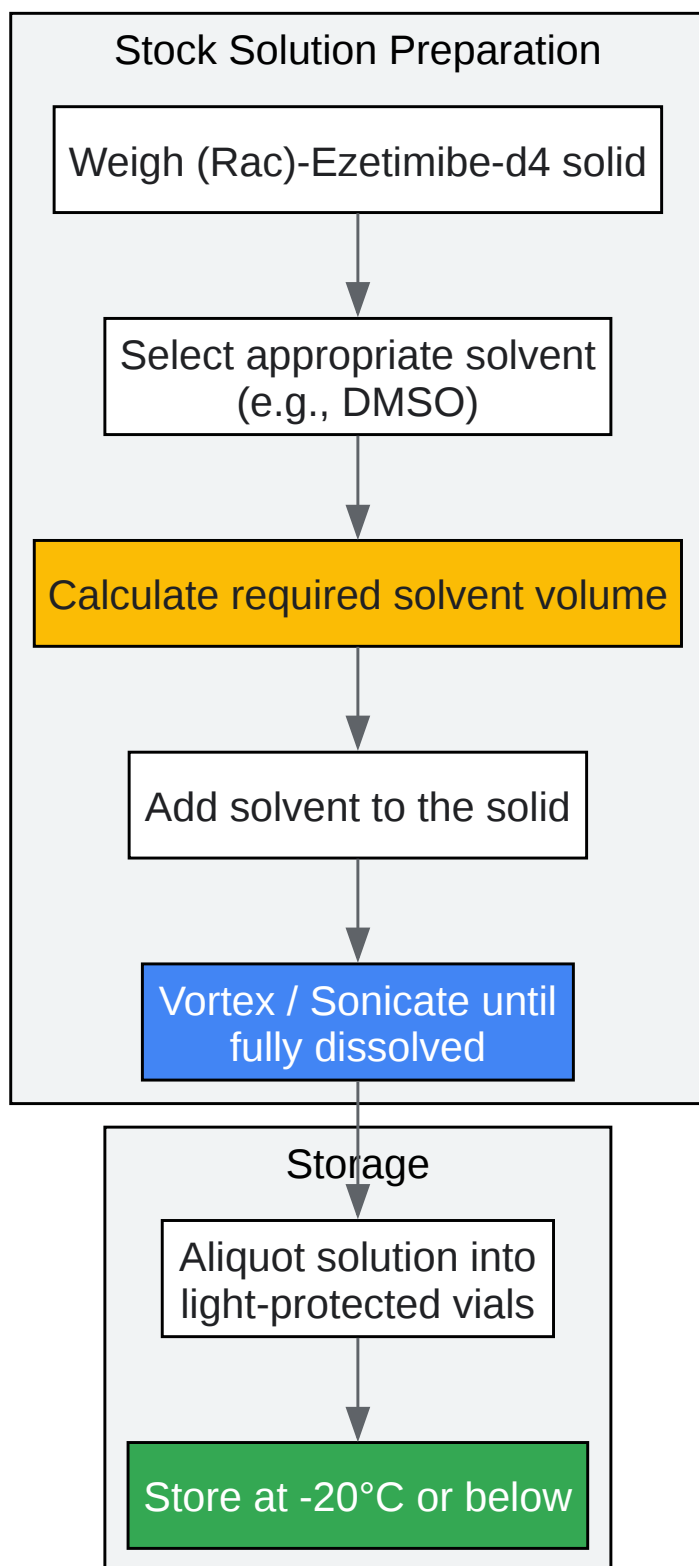 Stock Solution Preparation
Weigh (Rac)-Ezetimibe-d4 solid
Select appropriate solvent
(e.g., DMSO)
Calculate required solvent volume
Add solvent to the solid
Vortex / Sonicate until
fully dissolved
Storage
Aliquot solution into
light-protected vials
Store at -20°C or below